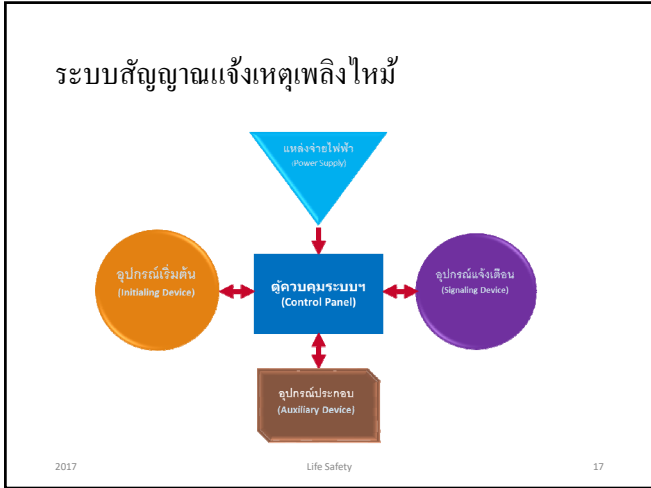 ระบบสัญญาณแจ้งเหตุเพลิงไหม้
แหล่งจ่ายไฟฟ้า
(Power Supply)
อุปกรณ์เริ่มต้น
(Initialing Device)
ตู้ควบคุมระบบฯ
(Control Panel)
อุปกรณ์แจ้งเตือน
(Signaling Device)
อุปกรณ์ประกอบ
(Auxiliary Device)
2017
Life Safety
17